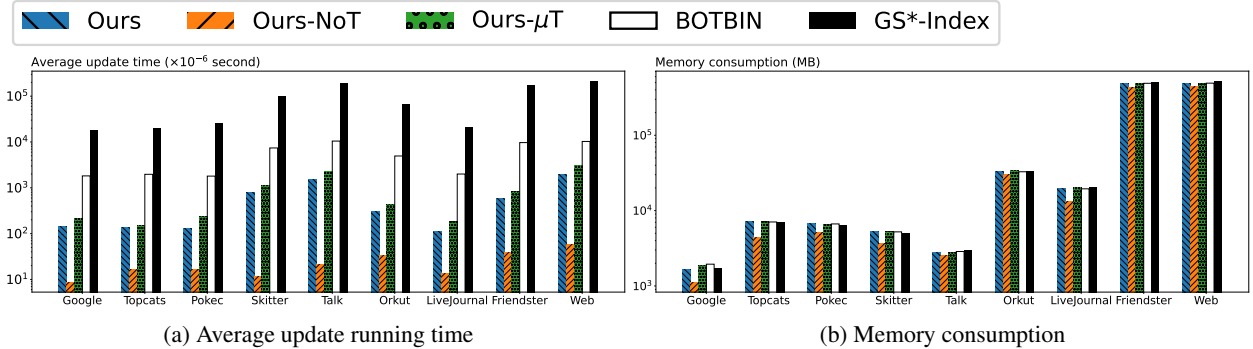 Ours Ours-NoT Ours-μT BOTBIN GS*-Index
Average update time (×10⁻⁶ second)
10⁵
10⁴
10³
10²
10¹
Google Topcats Pokec Skitter Talk Orkut LiveJournal Friendster Web
(a) Average update running time
Memory consumption (MB)
10⁵
10⁴
10³
Google Topcats Pokec Skitter Talk Orkut LiveJournal Friendster Web
(b) Memory consumption